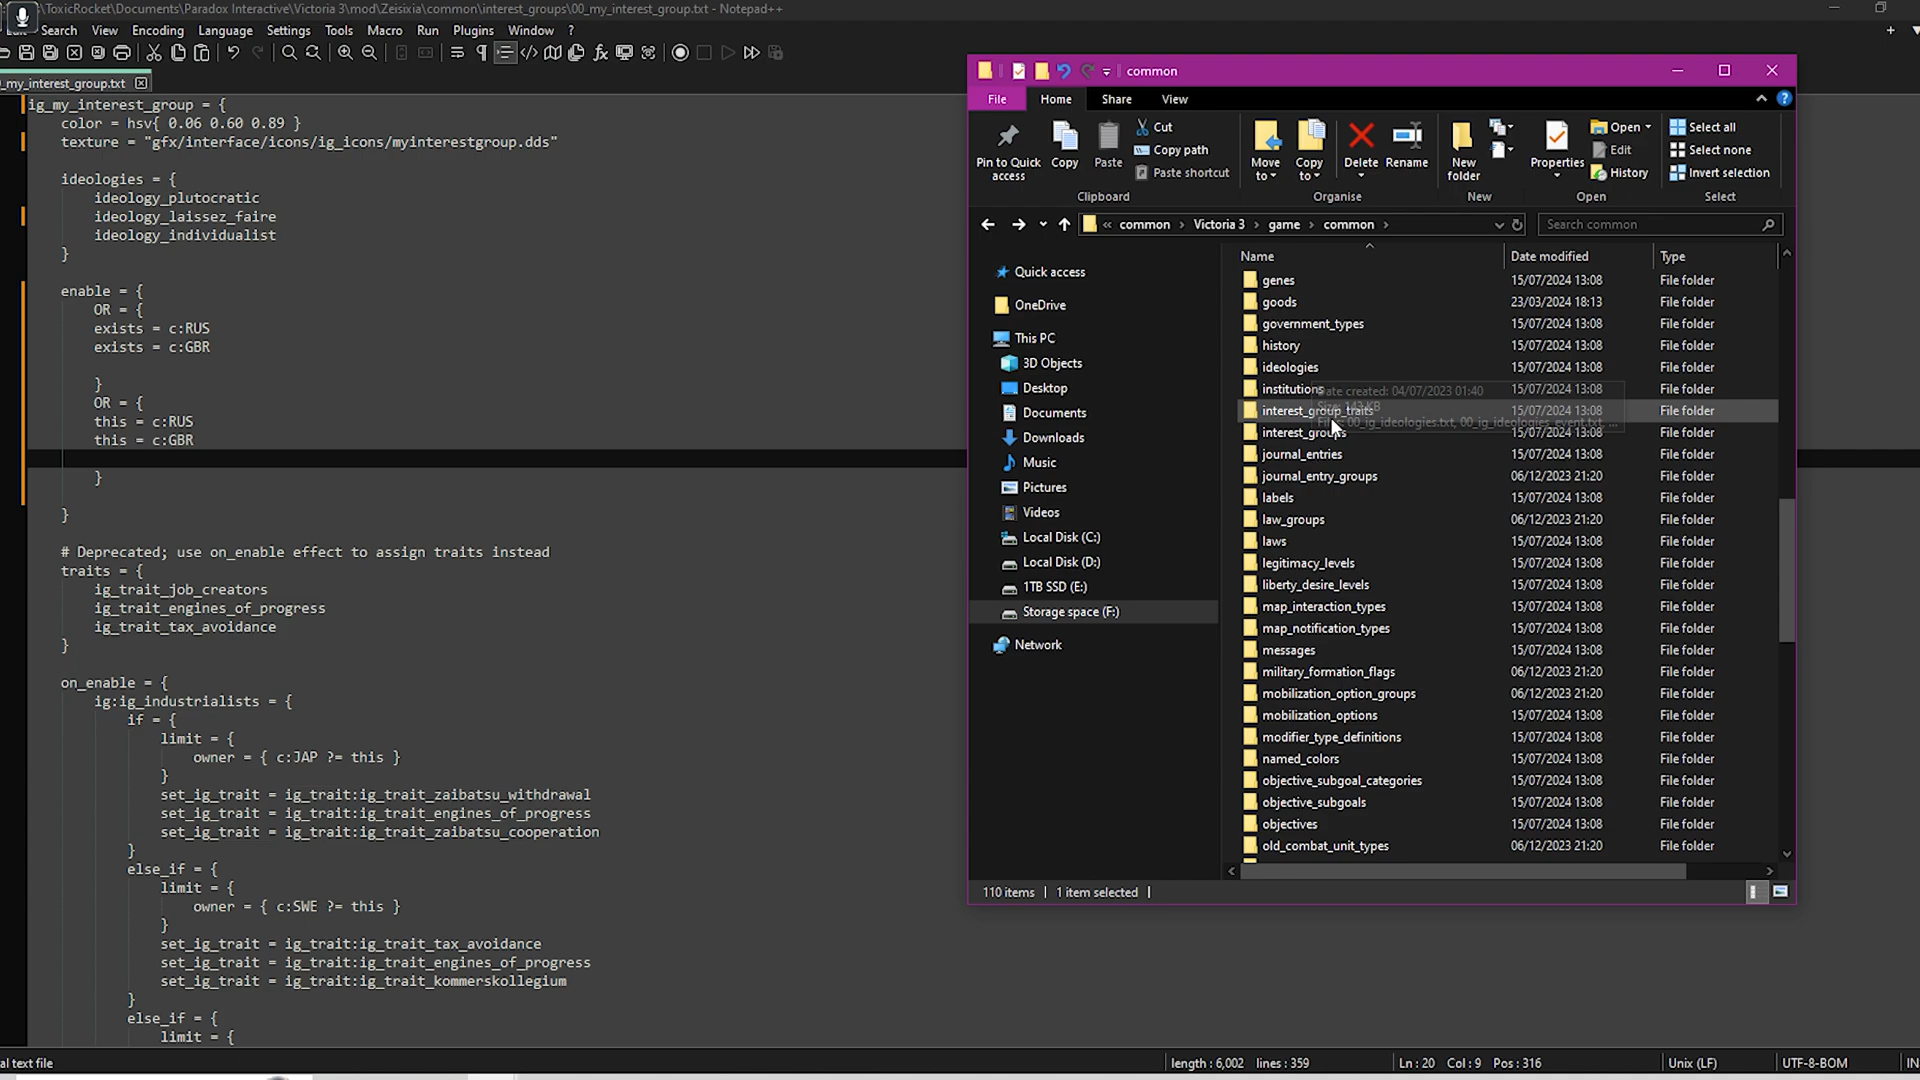 \ToxicRocket\Documents\Paradox Interactive\Victoria 3\mod\Zeisixia\common\interest_groups\00_my_interest_group.txt - Notepad++
Search View Encoding Language Settings Tools Macro Run Plugins Window ?
_my_interest_group.txt
ig_my_interest_group = {
color = hsv{ 0.06 0.60 0.89 }
texture = "gfx/interface/icons/ig_icons/myinterestgroup.dds"
ideologies = {
ideology_plutocratic
ideology_laissez_faire
ideology_individualist
}
enable = {
OR = {
exists = c:RUS
exists = c:GBR
}
OR = {
this = c:RUS
this = c:GBR
}
}
# Deprecated; use on_enable effect to assign traits instead
traits = {
ig_trait_job_creators
ig_trait_engines_of_progress
ig_trait_tax_avoidance
}
on_enable = {
ig:ig_industrialists = {
if = {
limit = {
owner = { c:JAP ?= this }
}
set_ig_trait = ig_trait:ig_trait_zaibatsu_withdrawal
set_ig_trait = ig_trait:ig_trait_engines_of_progress
set_ig_trait = ig_trait:ig_trait_zaibatsu_cooperation
}
else_if = {
limit = {
owner = { c:SWE ?= this }
}
set_ig_trait = ig_trait:ig_trait_tax_avoidance
set_ig_trait = ig_trait:ig_trait_engines_of_progress
set_ig_trait = ig_trait:ig_trait_kommerskollegium
}
else_if = {
limit = {
al text file
length : 6,002 lines : 359
Ln : 20 Col : 9 Pos : 316
Unix (LF)
UTF-8-BOM
IN
common
File Home Share View
Pin to Quick access
Copy
Paste
Cut
Copy path
Paste shortcut
Clipboard
Move to
Copy to
Delete
Rename
Organise
New folder
New
Properties
Open
Edit
History
Open
Select all
Select none
Invert selection
Select
« common › Victoria 3 › game › common ›
Search common
Quick access
OneDrive
This PC
3D Objects
Desktop
Documents
Downloads
Music
Pictures
Videos
Local Disk (C:)
Local Disk (D:)
1TB SSD (E:)
Storage space (F:)
Network
Name Date modified Type
genes 15/07/2024 13:08 File folder
goods 23/03/2024 18:13 File folder
government_types 15/07/2024 13:08 File folder
history 15/07/2024 13:08 File folder
ideologies 15/07/2024 13:08 File folder
institutions 15/07/2024 13:08 File folder
Date created: 04/07/2023 01:40
Size: 143 KB
interest_group_traits 15/07/2024 13:08 File folder
00_ig_ideologies.txt, 00_ig_ideologies_event.txt, ...
interest_groups 15/07/2024 13:08 File folder
journal_entries 15/07/2024 13:08 File folder
journal_entry_groups 06/12/2023 21:20 File folder
labels 15/07/2024 13:08 File folder
law_groups 06/12/2023 21:20 File folder
laws 15/07/2024 13:08 File folder
legitimacy_levels 15/07/2024 13:08 File folder
liberty_desire_levels 15/07/2024 13:08 File folder
map_interaction_types 15/07/2024 13:08 File folder
map_notification_types 15/07/2024 13:08 File folder
messages 15/07/2024 13:08 File folder
military_formation_flags 06/12/2023 21:20 File folder
mobilization_option_groups 06/12/2023 21:20 File folder
mobilization_options 15/07/2024 13:08 File folder
modifier_type_definitions 15/07/2024 13:08 File folder
named_colors 15/07/2024 13:08 File folder
objective_subgoal_categories 15/07/2024 13:08 File folder
objective_subgoals 15/07/2024 13:08 File folder
objectives 15/07/2024 13:08 File folder
old_combat_unit_types 06/12/2023 21:20 File folder
110 items 1 item selected